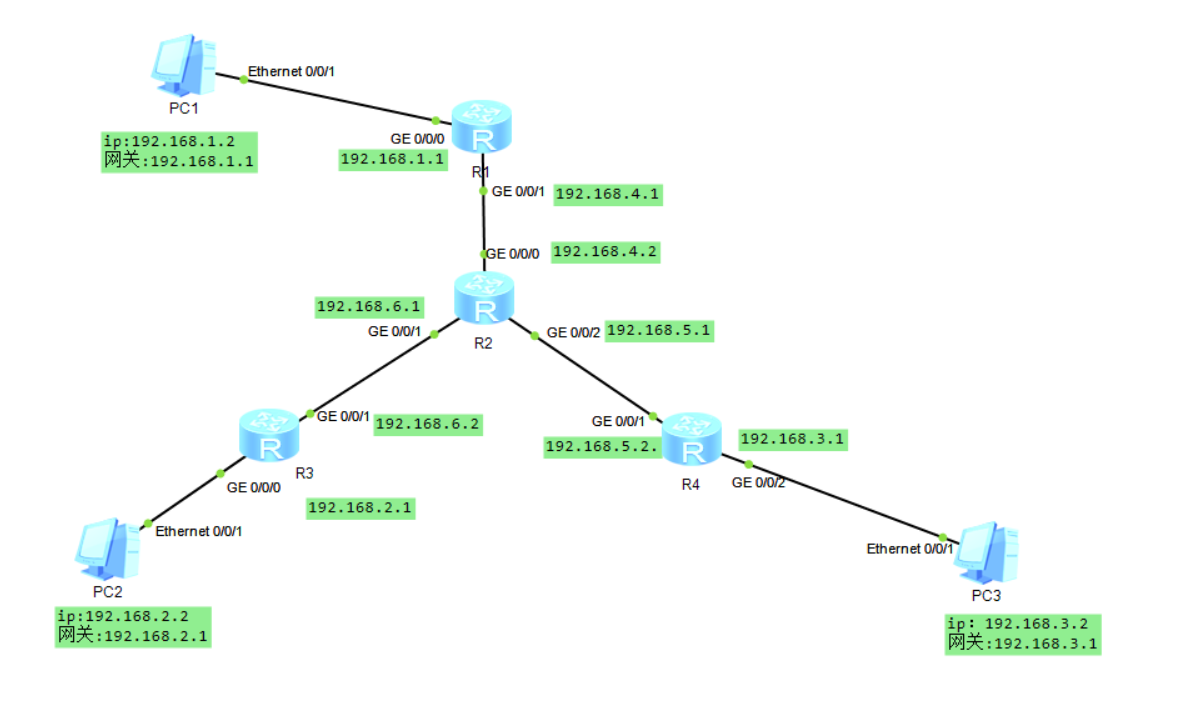 Ethernet 0/0/1
PC1
GE 0/0/0
ip:192.168.1.2
网关:192.168.1.1
192.168.1.1
R
R1
GE 0/0/1
192.168.4.1
GE 0/0/0
192.168.4.2
192.168.6.1
R
GE 0/0/1
GE 0/0/2
192.168.5.1
R2
GE 0/0/1
192.168.6.2
GE 0/0/1
192.168.5.2.
192.168.3.1
R
R
R3
R4
GE 0/0/2
GE 0/0/0
192.168.2.1
Ethernet 0/0/1
Ethernet 0/0/1
PC2
PC3
ip:192.168.2.2
网关:192.168.2.1
ip: 192.168.3.2
网关:192.168.3.1